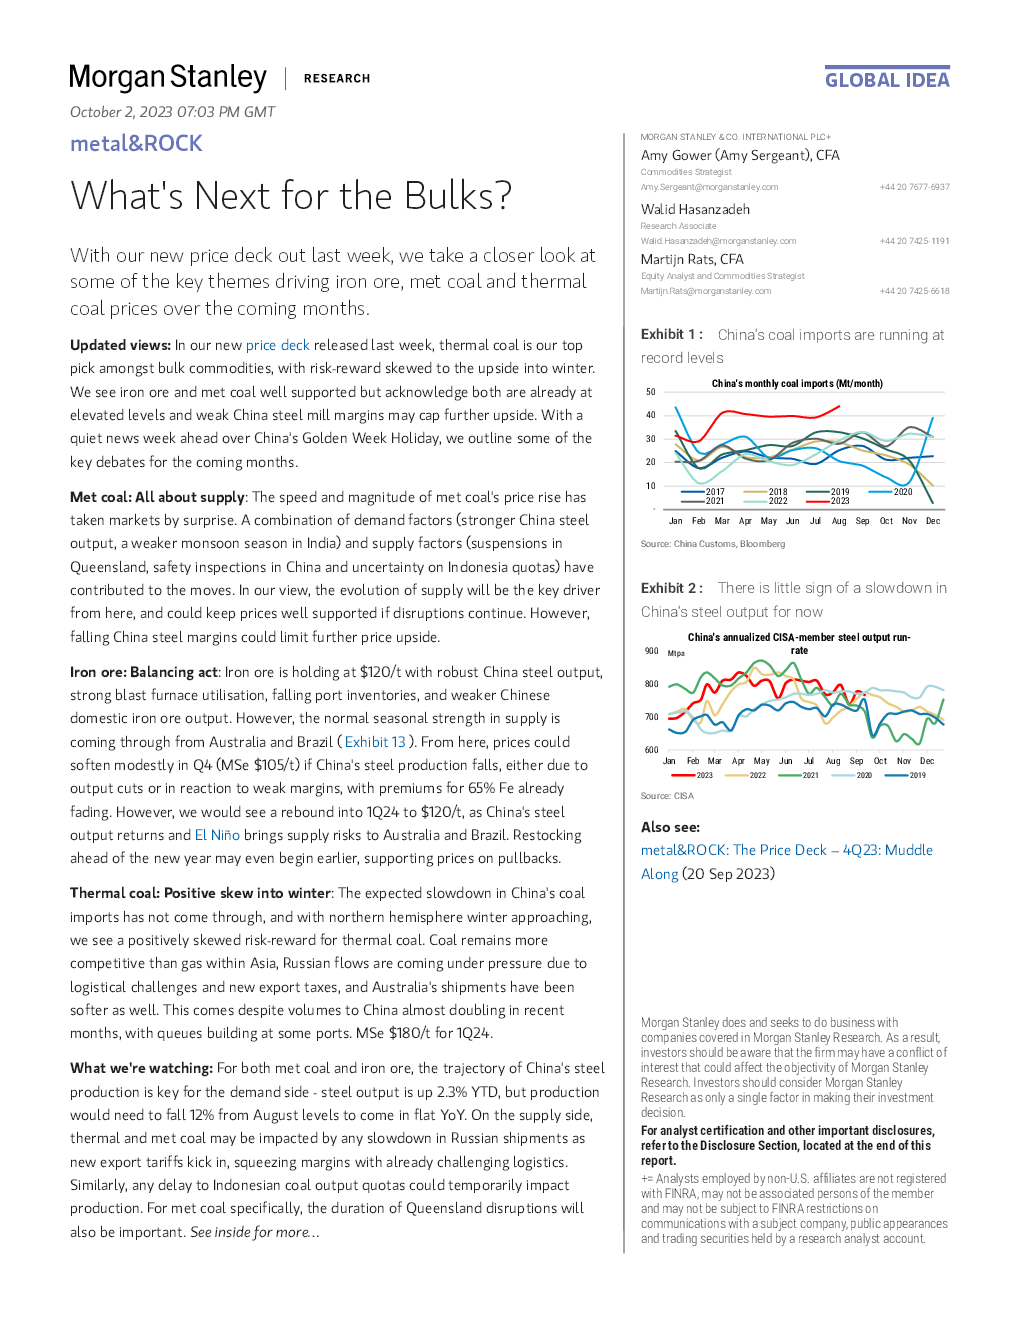 Morgan Stanley | RESEARCH
GLOBAL IDEA
October 2, 2023 07:03 PM GMT
metal&ROCK
What's Next for the Bulks?
With our new price deck out last week, we take a closer look at
some of the key themes driving iron ore, met coal and thermal
coal prices over the coming months.
Updated views: In our new price deck released last week, thermal coal is our top
pick amongst bulk commodities, with risk-reward skewed to the upside into winter.
We see iron ore and met coal well supported but acknowledge both are already at
elevated levels and weak China steel mill margins may cap further upside. With a
quiet news week ahead over China's Golden Week Holiday, we outline some of the
key debates for the coming months.
Met coal: All about supply: The speed and magnitude of met coal's price rise has
taken markets by surprise. A combination of demand factors (stronger China steel
output, a weaker monsoon season in India) and supply factors (suspensions in
Queensland, safety inspections in China and uncertainty on Indonesia quotas) have
contributed to the moves. In our view, the evolution of supply will be the key driver
from here, and could keep prices well supported if disruptions continue. However,
falling China steel margins could limit further price upside.
Iron ore: Balancing act: Iron ore is holding at $120/t with robust China steel output,
strong blast furnace utilisation, falling port inventories, and weaker Chinese
domestic iron ore output. However, the normal seasonal strength in supply is
coming through from Australia and Brazil ( Exhibit 13 ). From here, prices could
soften modestly in Q4 (MSe $105/t) if China's steel production falls, either due to
output cuts or in reaction to weak margins, with premiums for 65% Fe already
fading. However, we would see a rebound into 1Q24 to $120/t, as China's steel
output returns and El Niño brings supply risks to Australia and Brazil. Restocking
ahead of the new year may even begin earlier, supporting prices on pullbacks.
Thermal coal: Positive skew into winter: The expected slowdown in China's coal
imports has not come through, and with northern hemisphere winter approaching,
we see a positively skewed risk-reward for thermal coal. Coal remains more
competitive than gas within Asia, Russian flows are coming under pressure due to
logistical challenges and new export taxes, and Australia's shipments have been
softer as well. This comes despite volumes to China almost doubling in recent
months, with queues building at some ports. MSe $180/t for 1Q24.
What we're watching: For both met coal and iron ore, the trajectory of China's steel
production is key for the demand side - steel output is up 2.3% YTD, but production
would need to fall 12% from August levels to come in flat YoY. On the supply side,
thermal and met coal may be impacted by any slowdown in Russian shipments as
new export tariffs kick in, squeezing margins with already challenging logistics.
Similarly, any delay to Indonesian coal output quotas could temporarily impact
production. For met coal specifically, the duration of Queensland disruptions will
also be important. See inside for more...
MORGAN STANLEY & CO. INTERNATIONAL PLC+
Amy Gower (Amy Sergeant), CFA
Commodities Strategist
Amy.Sergeant@morganstanley.com +44 20 7677-6937
Walid Hasanzadeh
Research Associate
Walid.Hasanzadeh@morganstanley.com +44 20 7425-1191
Martijn Rats, CFA
Equity Analyst and Commodities Strategist
Martijn.Rats@morganstanley.com +44 20 7425-6618
Exhibit 1 : China's coal imports are running at
record levels
China's monthly coal imports (Mt/month)
50
40
30
20
10
-
2017 2018 2019 2020
2021 2022 2023
Jan Feb Mar Apr May Jun Jul Aug Sep Oct Nov Dec
Source: China Customs, Bloomberg
Exhibit 2 : There is little sign of a slowdown in
China's steel output for now
China's annualized CISA-member steel output run-
rate
Mtpa
900
800
700
600
Jan Feb Mar Apr May Jun Jul Aug Sep Oct Nov Dec
2023 2022 2021 2020 2019
Source: CISA
Also see:
metal&ROCK: The Price Deck – 4Q23: Muddle
Along (20 Sep 2023)
Morgan Stanley does and seeks to do business with
companies covered in Morgan Stanley Research. As a result,
investors should be aware that the firm may have a conflict of
interest that could affect the objectivity of Morgan Stanley
Research. Investors should consider Morgan Stanley
Research as only a single factor in making their investment
decision.
For analyst certification and other important disclosures,
refer to the Disclosure Section, located at the end of this
report.
+= Analysts employed by non-U.S. affiliates are not registered
with FINRA, may not be associated persons of the member
and may not be subject to FINRA restrictions on
communications with a subject company, public appearances
and trading securities held by a research analyst account.